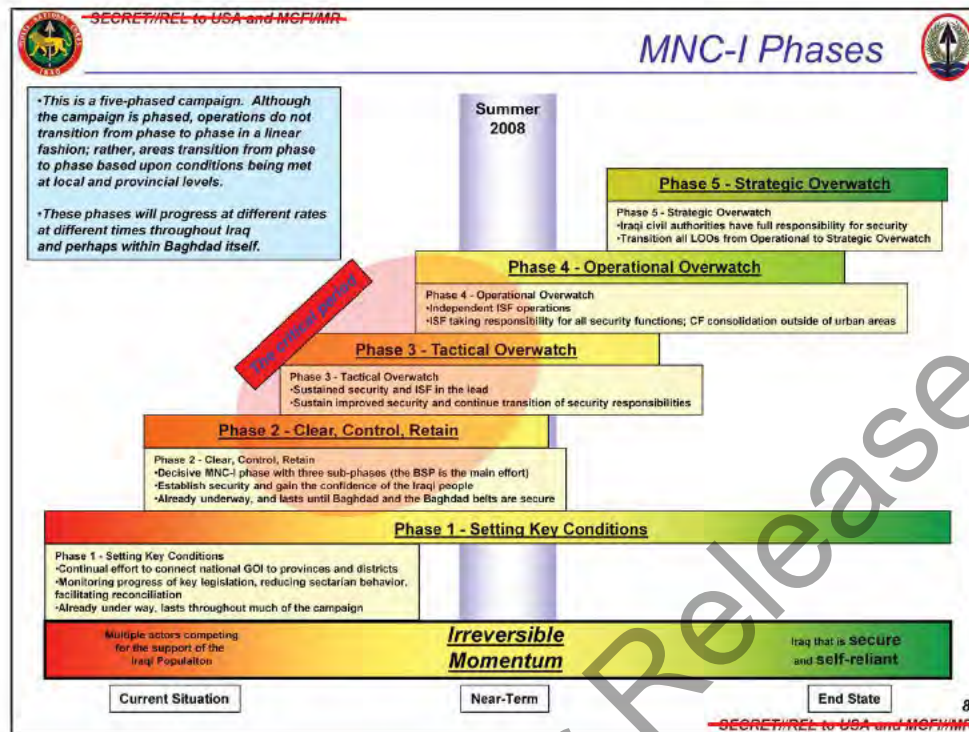 SECRET//REL to USA and MCFI//MR
MNC-I Phases
•This is a five-phased campaign. Although
the campaign is phased, operations do not
transition from phase to phase in a linear
fashion; rather, areas transition from phase
to phase based upon conditions being met
at local and provincial levels.
•These phases will progress at different rates
at different times throughout Iraq
and perhaps within Baghdad itself.
Summer
2008
Phase 5 - Strategic Overwatch
Phase 5 - Strategic Overwatch
•Iraqi civil authorities have full responsibility for security
•Transition all LOOs from Operational to Strategic Overwatch
Phase 4 - Operational Overwatch
Phase 4 - Operational Overwatch
•Independent ISF operations
•ISF taking responsibility for all security functions; CF consolidation outside of urban areas
The critical period
Phase 3 - Tactical Overwatch
Phase 3 - Tactical Overwatch
•Sustained security and ISF in the lead
•Sustain improved security and continue transition of security responsibilities
Phase 2 - Clear, Control, Retain
Phase 2 - Clear, Control, Retain
•Decisive MNC-I phase with three sub-phases (the BSP is the main effort)
•Establish security and gain the confidence of the Iraqi people
•Already underway, and lasts until Baghdad and the Baghdad belts are secure
Phase 1 - Setting Key Conditions
Phase 1 - Setting Key Conditions
•Continual effort to connect national GOI to provinces and districts
•Monitoring progress of key legislation, reducing sectarian behavior,
facilitating reconciliation
•Already under way, lasts throughout much of the campaign
Multiple actors competing
for the support of the
Iraqi Populaiton
Irreversible
Momentum
Iraq that is secure
and self-reliant
Current Situation
Near-Term
End State
8
SECRET//REL to USA and MCFI//MR
Release